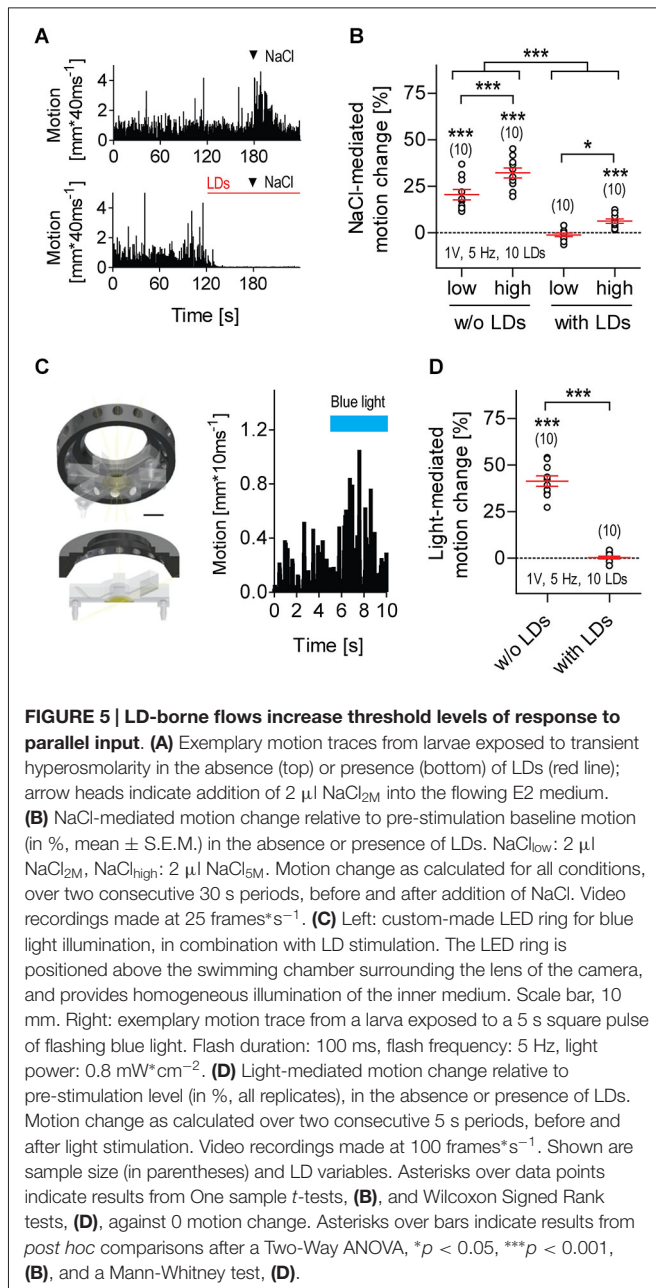 A
▼ NaCl
Motion
[mm*40ms-1]
4
2
0
0 60 120 180
LDs ▼ NaCl
Motion
[mm*40ms-1]
4
2
0
0 60 120 180
Time [s]
B
***
***
*** (10)
*** (10)
*
(10)
*** (10)
NaCl-mediated
motion change [%]
75
50
25
0
1V, 5 Hz, 10 LDs
low high low high
w/o LDs with LDs
C
Blue light
Motion [mm*10ms-1]
1.2
0.8
0.4
0.0
0 2 4 6 8 10
Time [s]
D
***
*** (10)
(10)
Light-mediated
motion change [%]
75
50
25
0
1V, 5 Hz, 10 LDs
w/o LDs
with LDs
FIGURE 5 | LD-borne flows increase threshold levels of response to
parallel input. (A) Exemplary motion traces from larvae exposed to transient
hyperosmolarity in the absence (top) or presence (bottom) of LDs (red line);
arrow heads indicate addition of 2 μl NaCl2M into the flowing E2 medium.
(B) NaCl-mediated motion change relative to pre-stimulation baseline motion
(in %, mean ± S.E.M.) in the absence or presence of LDs. NaCllow: 2 μl
NaCl2M, NaClhigh: 2 μl NaCl5M. Motion change as calculated for all conditions,
over two consecutive 30 s periods, before and after addition of NaCl. Video
recordings made at 25 frames*s−1. (C) Left: custom-made LED ring for blue
light illumination, in combination with LD stimulation. The LED ring is
positioned above the swimming chamber surrounding the lens of the camera,
and provides homogeneous illumination of the inner medium. Scale bar, 10
mm. Right: exemplary motion trace from a larva exposed to a 5 s square pulse
of flashing blue light. Flash duration: 100 ms, flash frequency: 5 Hz, light
power: 0.8 mW*cm−2. (D) Light-mediated motion change relative to
pre-stimulation level (in %, all replicates), in the absence or presence of LDs.
Motion change as calculated over two consecutive 5 s periods, before and
after light stimulation. Video recordings made at 100 frames*s−1. Shown are
sample size (in parentheses) and LD variables. Asterisks over data points
indicate results from One sample t-tests, (B), and Wilcoxon Signed Rank
tests, (D), against 0 motion change. Asterisks over bars indicate results from
post hoc comparisons after a Two-Way ANOVA, *p < 0.05, ***p < 0.001,
(B), and a Mann-Whitney test, (D).